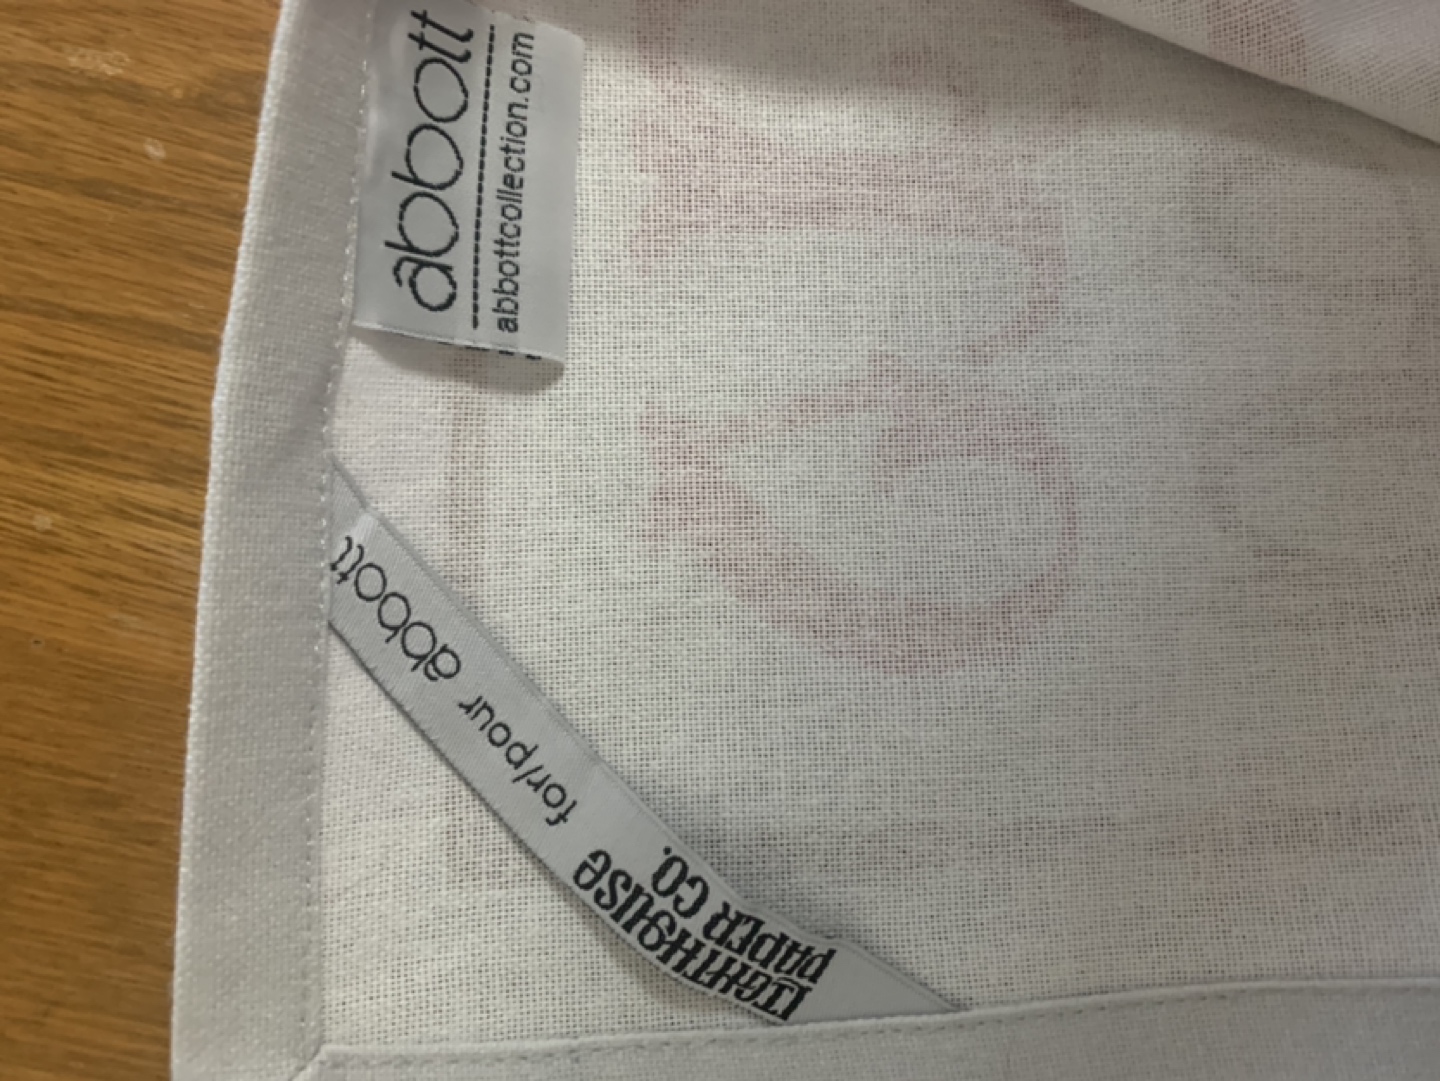 abbott
abbottcollection.com
LIGHTHOUSE
PAPER CO.
for/pour abbott